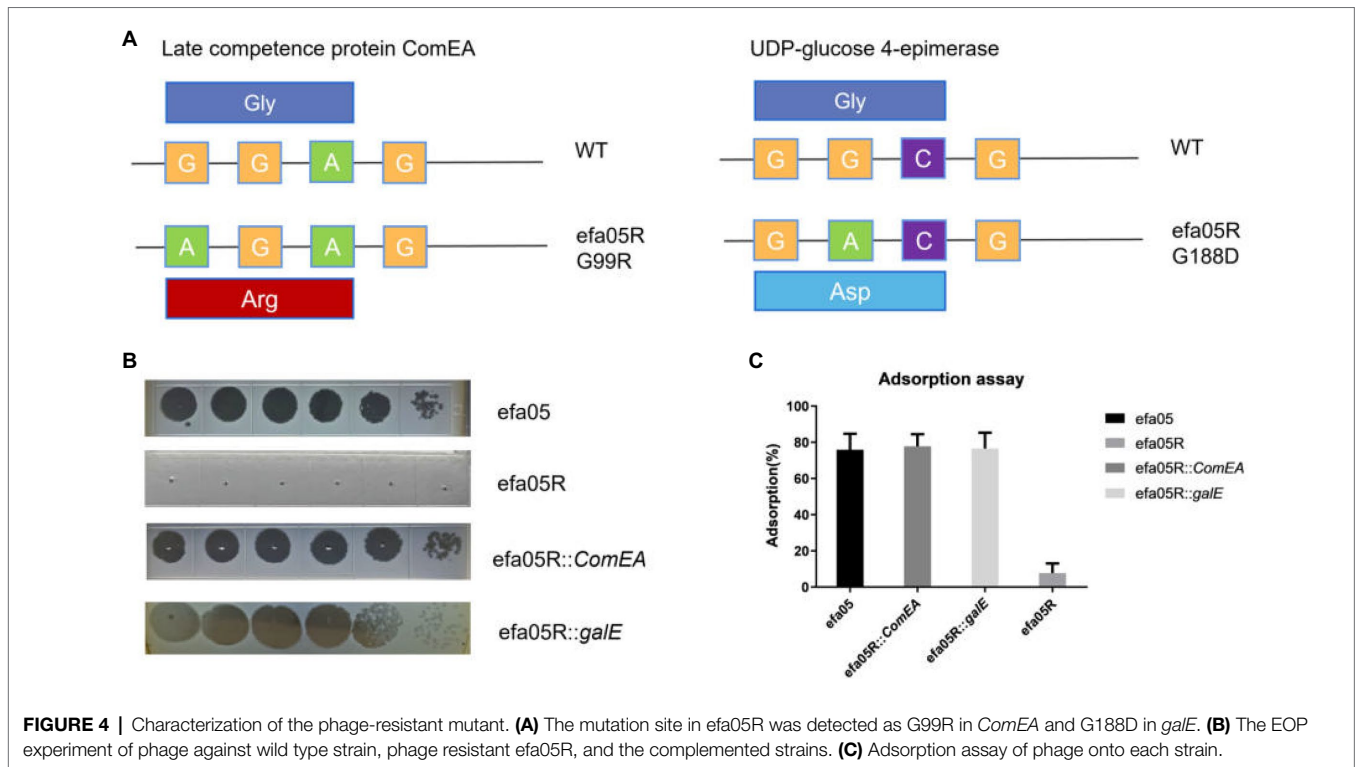 A
Late competence protein ComEA
UDP-glucose 4-epimerase
Gly
G G A G
WT
A G A G
efa05R
G99R
Arg
Gly
G G C G
WT
G A C G
efa05R
G188D
Asp
B
efa05
efa05R
efa05R::ComEA
efa05R::galE
C
Adsorption assay
Adsorption(%)
100
80
60
40
20
0
efa05
efa05R::ComEA
efa05R::galE
efa05R
efa05
efa05R
efa05R::ComEA
efa05R::galE
FIGURE 4 | Characterization of the phage-resistant mutant. (A) The mutation site in efa05R was detected as G99R in ComEA and G188D in galE. (B) The EOP
experiment of phage against wild type strain, phage resistant efa05R, and the complemented strains. (C) Adsorption assay of phage onto each strain.